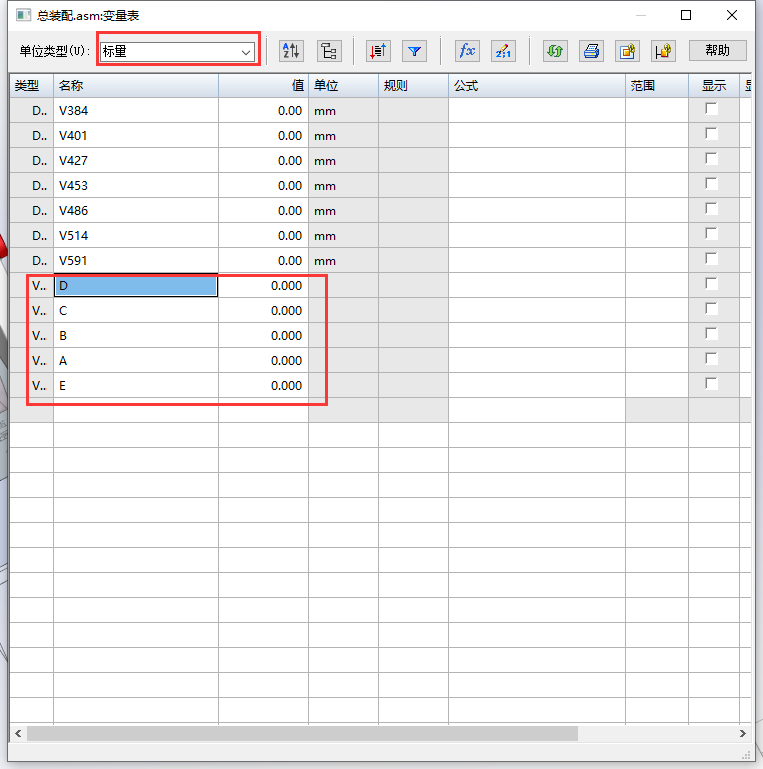 总装配.asm:变量表
单位类型(U): 标量 帮助
类型 名称 值 单位 规则 公式 范围 显示
D.. V384 0.00 mm
D.. V401 0.00 mm
D.. V427 0.00 mm
D.. V453 0.00 mm
D.. V486 0.00 mm
D.. V514 0.00 mm
D.. V591 0.00 mm
V.. D 0.000
V.. C 0.000
V.. B 0.000
V.. A 0.000
V.. E 0.000